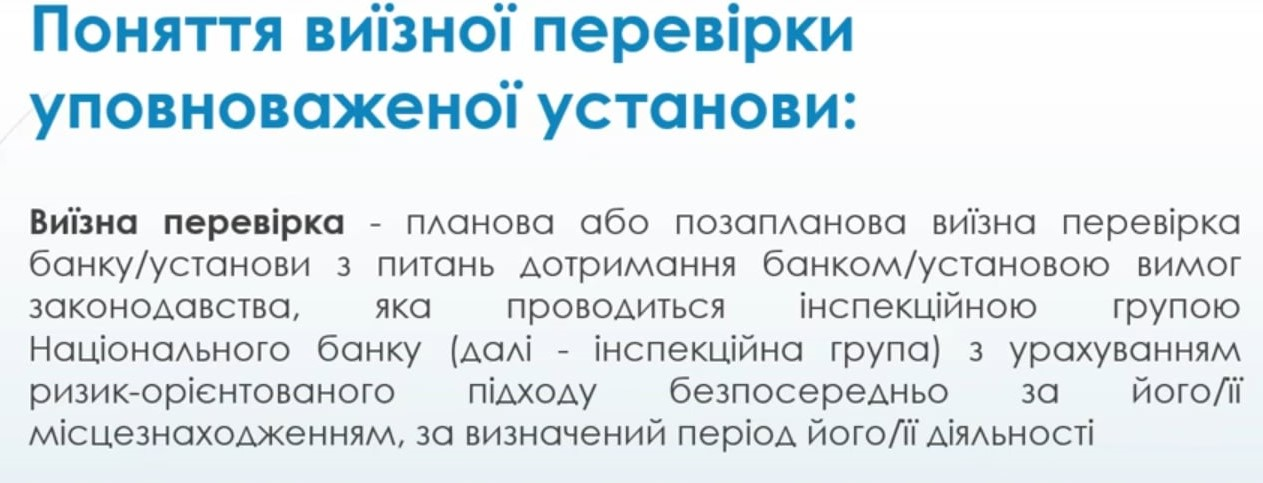 Поняття виїзної перевірки
уповноваженої установи:
Виїзна перевірка - планова або позапланова виїзна перевірка
банку/установи з питань дотримання банком/установою вимог
законодавства, яка проводиться інспекційною групою
Національного банку (далі - інспекційна група) з урахуванням
ризик-орієнтованого підходу безпосередньо за його/її
місцезнаходженням, за визначений період його/її діяльності